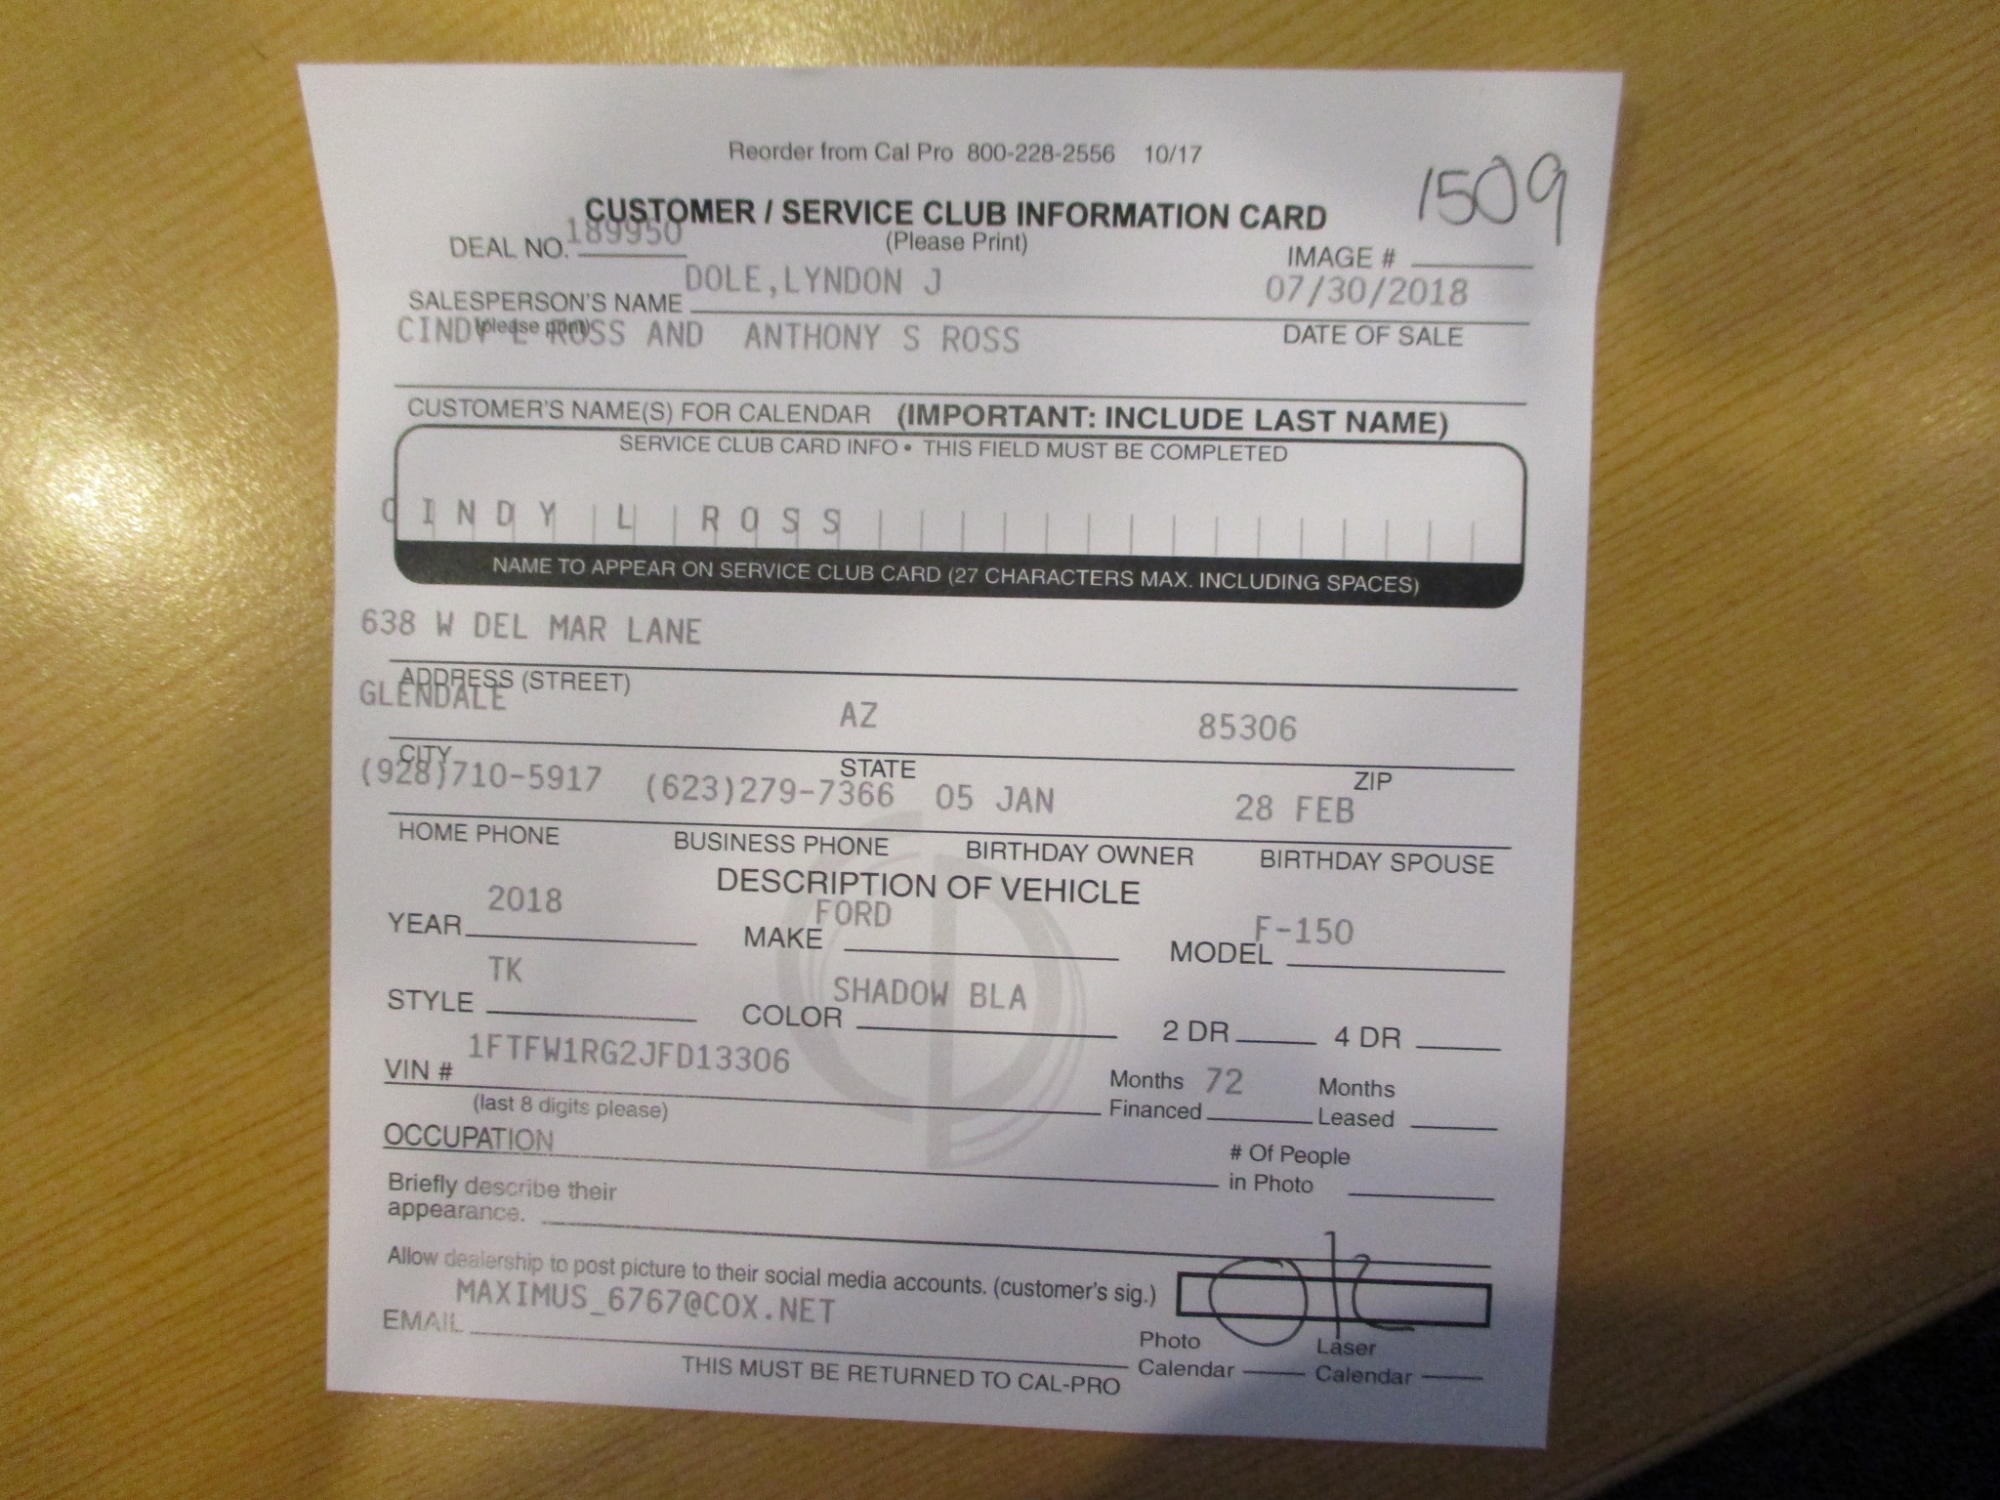 Reorder from Cal Pro 800-228-2556 10/17
1509
CUSTOMER / SERVICE CLUB INFORMATION CARD
(Please Print)
DEAL NO. 189950
IMAGE #
DOLE,LYNDON J
07/30/2018
SALESPERSON'S NAME
(please print)
DATE OF SALE
CINDY L ROSS AND ANTHONY S ROSS
CUSTOMER'S NAME(S) FOR CALENDAR (IMPORTANT: INCLUDE LAST NAME)
SERVICE CLUB CARD INFO • THIS FIELD MUST BE COMPLETED
CINDY L ROSS
NAME TO APPEAR ON SERVICE CLUB CARD (27 CHARACTERS MAX. INCLUDING SPACES)
638 W DEL MAR LANE
ADDRESS (STREET)
GLENDALE AZ 85306
CITY STATE ZIP
(928)710-5917 (623)279-7366 05 JAN 28 FEB
HOME PHONE BUSINESS PHONE BIRTHDAY OWNER BIRTHDAY SPOUSE
DESCRIPTION OF VEHICLE
YEAR 2018 MAKE FORD MODEL F-150
STYLE TK COLOR SHADOW BLA 2 DR 4 DR
VIN # 1FTFW1RG2JFD13306
(last 8 digits please)
Months Financed 72 Months Leased
OCCUPATION
# Of People in Photo
Briefly describe their
appearance.
Allow dealership to post picture to their social media accounts. (customer's sig.)
EMAIL MAXIMUS_6767@COX.NET
Photo Calendar Laser Calendar
THIS MUST BE RETURNED TO CAL-PRO